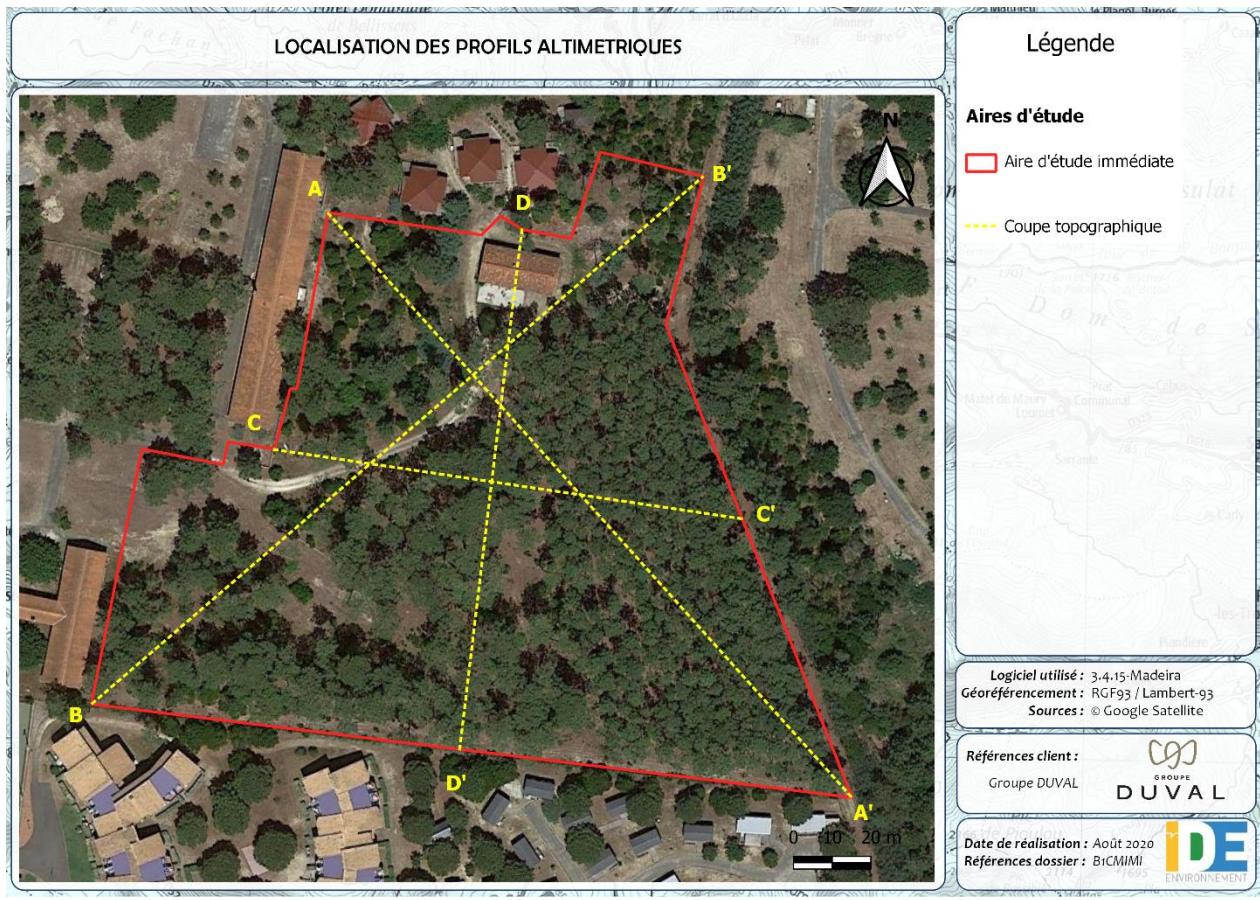 LOCALISATION DES PROFILS ALTIMETRIQUES
N
A
D
B'
C
C'
B
D'
A'
0 10 20 m
Légende
Aires d'étude
Aire d'étude immédiate
Coupe topographique
Logiciel utilisé : 3.4.15-Madeira
Géoréférencement : RGF93 / Lambert-93
Sources : © Google Satellite
Références client :
Groupe DUVAL
GROUPE
DUVAL
Date de réalisation : Août 2020
Références dossier : B1CMIMI
IDE
ENVIRONNEMENT